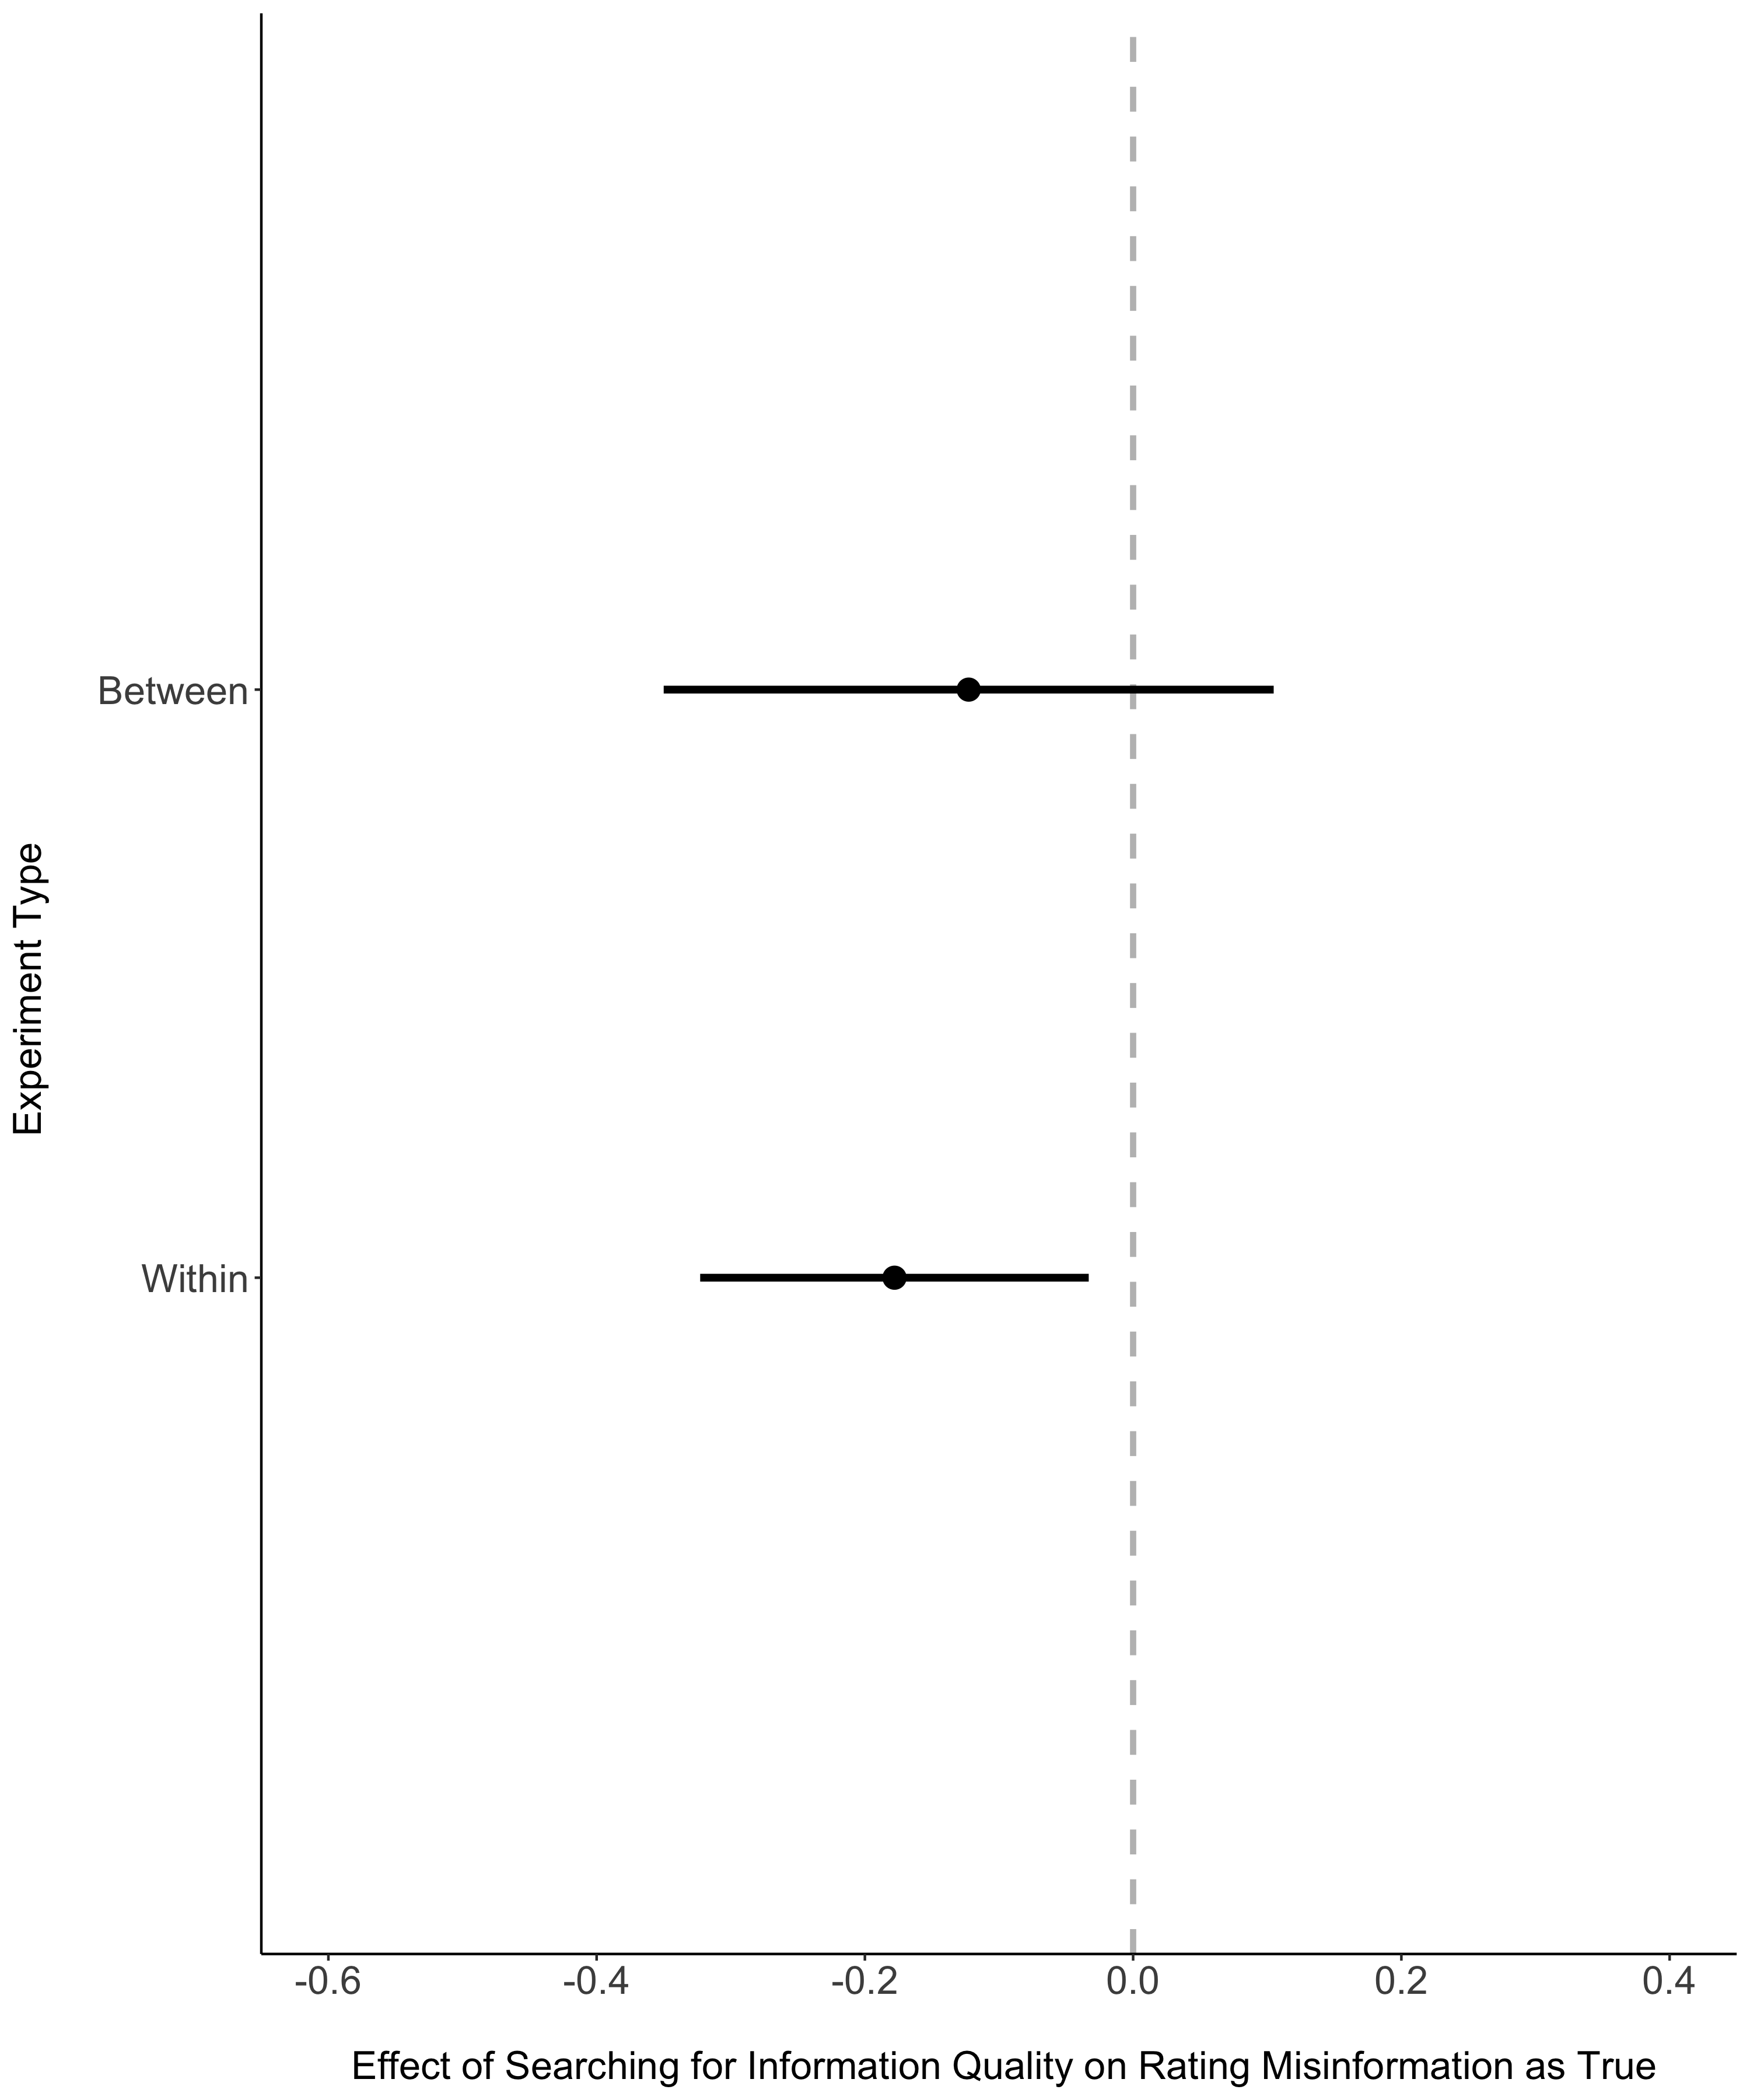 Experiment Type
Between
Within
-0.6 -0.4 -0.2 0.0 0.2 0.4
Effect of Searching for Information Quality on Rating Misinformation as True